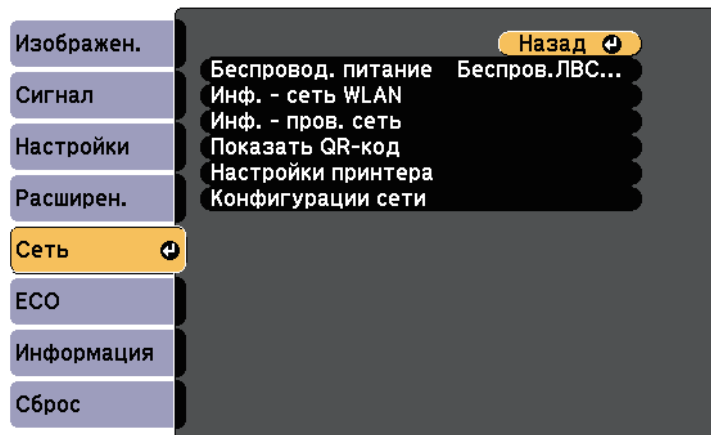 Изображен.
Сигнал
Настройки
Расширен.
Сеть
ECO
Информация
Сброс
Назад
Беспровод. питание Беспров.ЛВС...
Инф. - сеть WLAN
Инф. - пров. сеть
Показать QR-код
Настройки принтера
Конфигурации сети